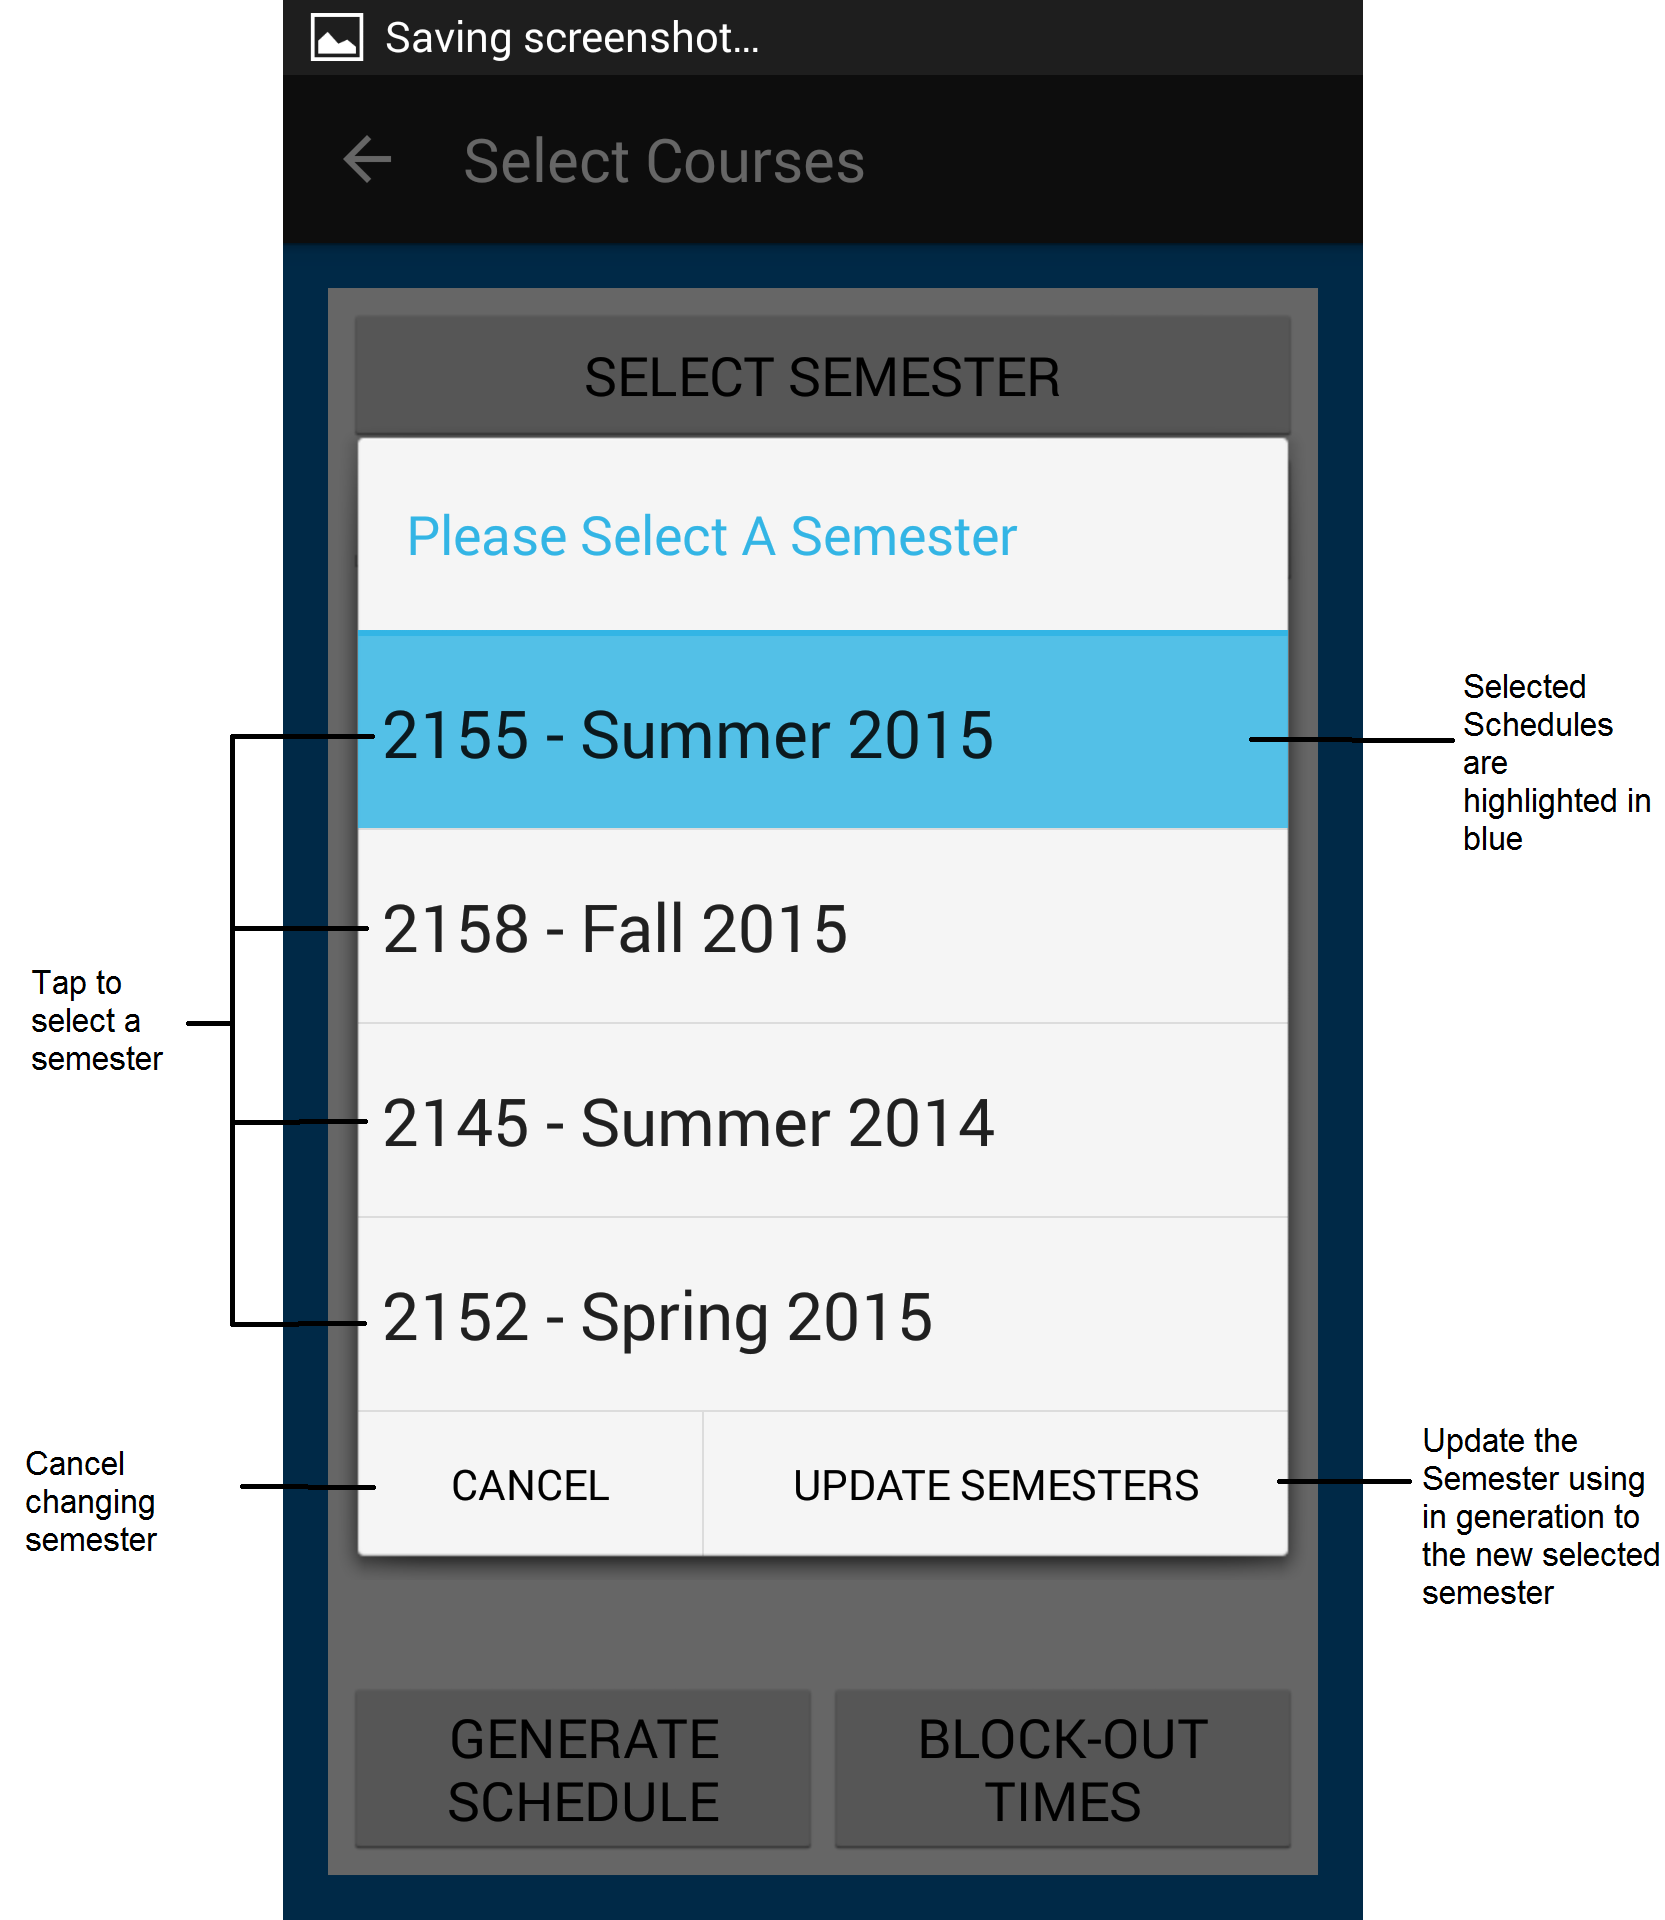 Saving screenshot...
Select Courses
SELECT SEMESTER
Please Select A Semester
2155 - Summer 2015
2158 - Fall 2015
2145 - Summer 2014
2152 - Spring 2015
CANCEL
UPDATE SEMESTERS
GENERATE
SCHEDULE
BLOCK-OUT
TIMES
Tap to
select a
semester
Cancel
changing
semester
Selected
Schedules
are
highlighted in
blue
Update the
Semester using
in generation to
the new selected
semester